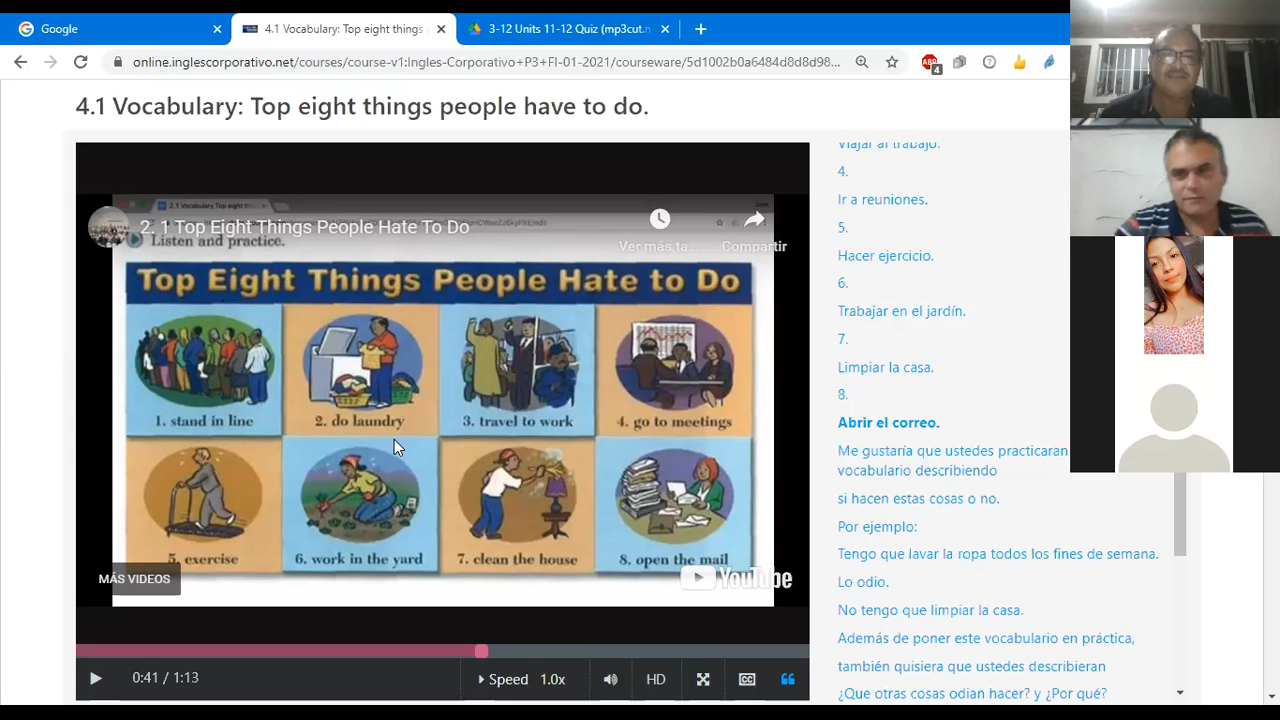 Google
4.1 Vocabulary: Top eight things
3-12 Units 11-12 Quiz (mp3cut.n
online.inglescorporativo.net/courses/course-v1:Ingles-Corporativo+P3+FI-01-2021/courseware/5d1002b0a6484d8d8d98...
ABP
4
4.1 Vocabulary: Top eight things people have to do.
2. 1 Top Eight Things People Hate To Do
Ver más ta...
Compartir
Listen and practice.
Top Eight Things People Hate to Do
1. stand in line
2. do laundry
3. travel to work
4. go to meetings
5. exercise
6. work in the yard
7. clean the house
8. open the mail
MÁS VIDEOS
YouTube
0:41 / 1:13
Speed 1.0x
HD
CC
Viajar al trabajo.
4.
Ir a reuniones.
5.
Hacer ejercicio.
6.
Trabajar en el jardín.
7.
Limpiar la casa.
8.
Abrir el correo.
Me gustaría que ustedes practicaran
vocabulario describiendo
si hacen estas cosas o no.
Por ejemplo:
Tengo que lavar la ropa todos los fines de semana.
Lo odio.
No tengo que limpiar la casa.
Además de poner este vocabulario en práctica,
también quisiera que ustedes describieran
¿Que otras cosas odian hacer? y ¿Por qué?